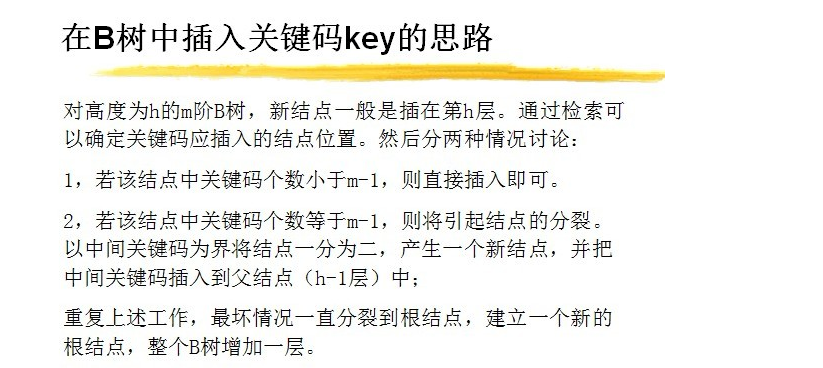 在B树中插入关键码key的思路
对高度为h的m阶B树，新结点一般是插在第h层。通过检索可
以确定关键码应插入的结点位置。然后分两种情况讨论：
1，若该结点中关键码个数小于m-1，则直接插入即可。
2，若该结点中关键码个数等于m-1，则将引起结点的分裂。
以中间关键码为界将结点一分为二，产生一个新结点，并把
中间关键码插入到父结点（h-1层）中；
重复上述工作，最坏情况一直分裂到根结点，建立一个新的
根结点，整个B树增加一层。